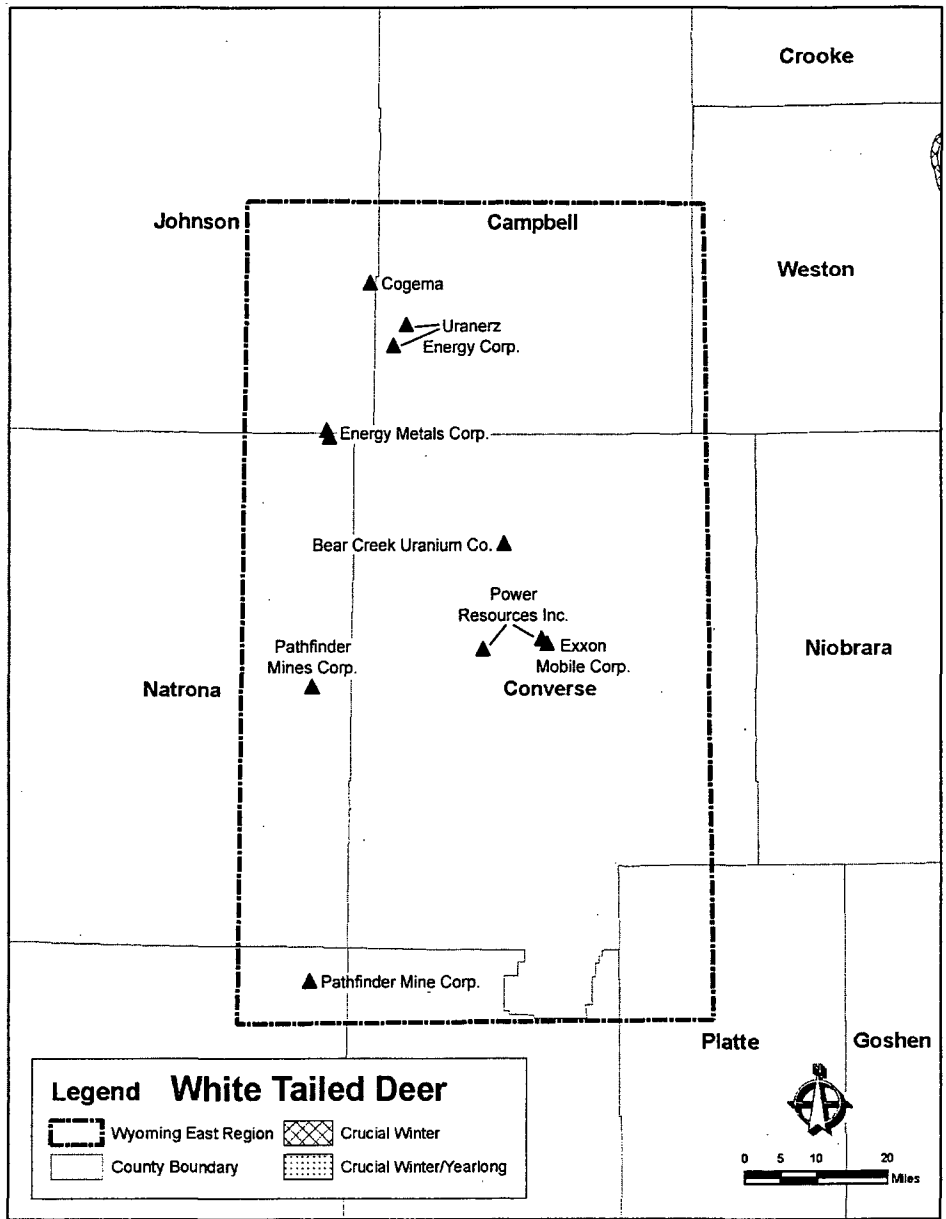 Crooke
Johnson
Campbell
Weston
Cogema
Uranerz
Energy Corp.
Energy Metals Corp.
Bear Creek Uranium Co.
Power
Resources Inc.
Pathfinder
Mines Corp.
Exxon
Mobile Corp.
Niobrara
Natrona
Converse
Pathfinder Mine Corp.
Platte
Goshen
Legend White Tailed Deer
Wyoming East Region
Crucial Winter
County Boundary
Crucial Winter/Yearlong
0 5 10 20
Miles